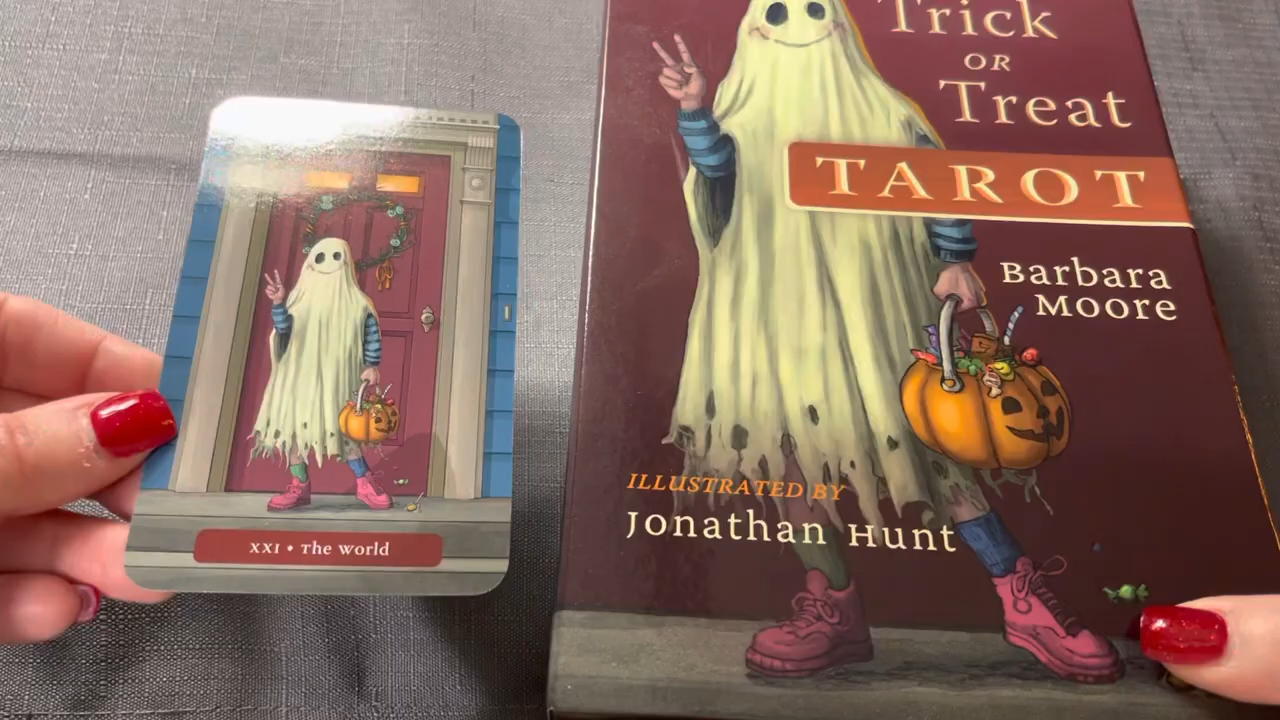 XXI • The World
Trick
OR
Treat
TAROT
Barbara
Moore
ILLUSTRATED BY
Jonathan Hunt